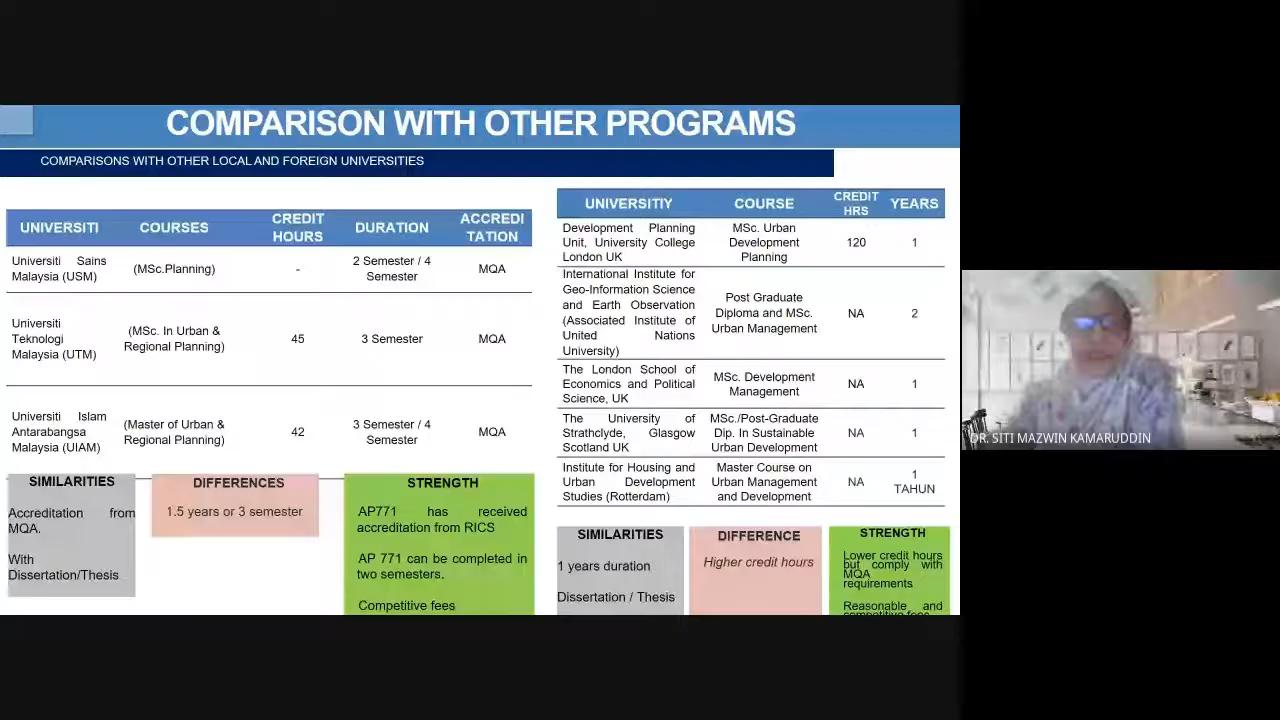 COMPARISON WITH OTHER PROGRAMS
COMPARISONS WITH OTHER LOCAL AND FOREIGN UNIVERSITIES
UNIVERSITI COURSES CREDIT HOURS DURATION ACCREDI TATION
Universiti Sains Malaysia (USM) (MSc.Planning) - 2 Semester / 4 Semester MQA
Universiti Teknologi Malaysia (UTM) (MSc. In Urban & Regional Planning) 45 3 Semester MQA
Universiti Islam Antarabangsa Malaysia (UIAM) (Master of Urban & Regional Planning) 42 3 Semester / 4 Semester MQA
SIMILARITIES
Accreditation from
MQA.
With
Dissertation/Thesis
DIFFERENCES
1.5 years or 3 semester
STRENGTH
AP771 has received
accreditation from RICS
AP 771 can be completed in
two semesters.
Competitive fees
UNIVERSITIY COURSE CREDIT HRS YEARS
Development Planning Unit, University College London UK MSc. Urban Development Planning 120 1
International Institute for Geo-Information Science and Earth Observation (Associated Institute of United Nations University) Post Graduate Diploma and MSc. Urban Management NA 2
The London School of Economics and Political Science, UK MSc. Development Management NA 1
The University of Strathclyde, Glasgow Scotland UK MSc./Post-Graduate Dip. In Sustainable Urban Development NA 1
Institute for Housing and Urban Development Studies (Rotterdam) Master Course on Urban Management and Development NA 1 TAHUN
SIMILARITIES
1 years duration
Dissertation / Thesis
DIFFERENCE
Higher credit hours
STRENGTH
Lower credit hours
but comply with
MQA
requirements
Reasonable and
competitive fees
DR. SITI MAZWIN KAMARUDDIN